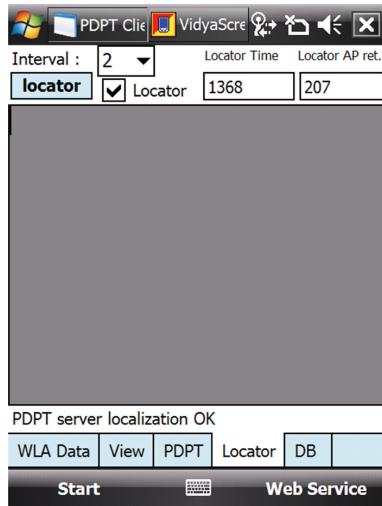 PDPT Clie VidyaScre
Interval : 2 Locator Time Locator AP ret.
locator Locator 1368 207
PDPT server localization OK
WLA Data View PDPT Locator DB
Start Web Service